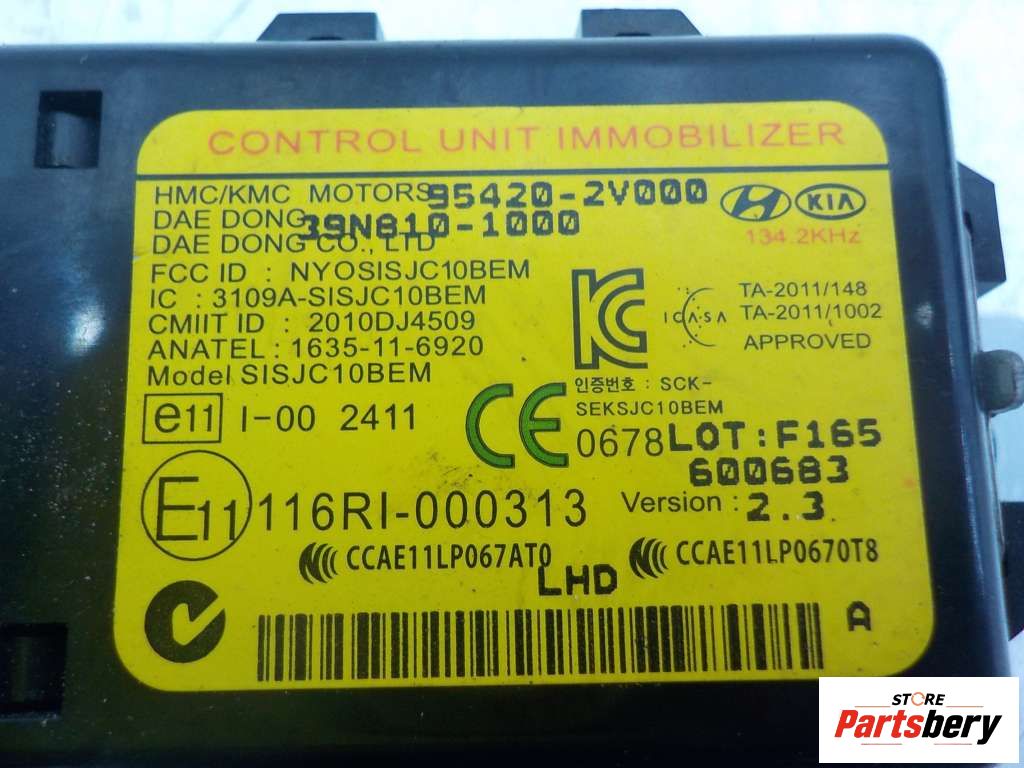 CONTROL UNIT IMMOBILIZER
HMC/KMC MOTORS 95420-2V000
DAE DONG 39N810-1000
DAE DONG CO., LTD
KIA
134.2KHz
FCC ID : NYOSISJC10BEM
IC : 3109A-SISJC10BEM
CMIIT ID : 2010DJ4509
ANATEL : 1635-11-6920
Model SISJC10BEM
ICASA
TA-2011/148
TA-2011/1002
APPROVED
인증번호 : SCK-
SEKSJC10BEM
e11 I-00 2411
CE 0678 LOT:F165
600683
Version : 2.3
E11 116RI-000313
CCAE11LP067AT0
CCAE11LP0670T8
LHD
A
STORE
Partsbery